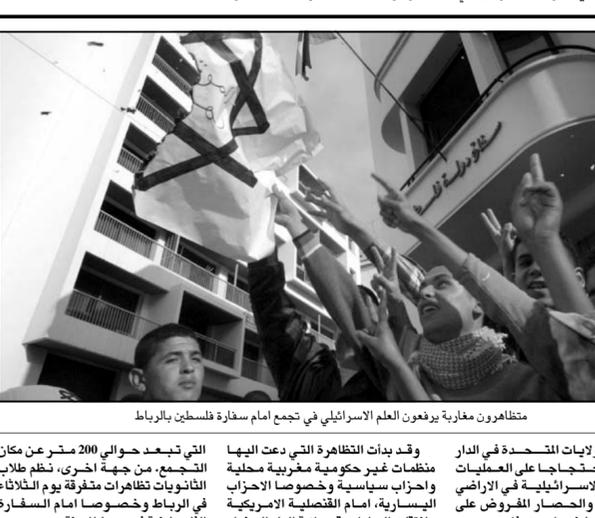 سفارة دولة فلسطين
متظاهرون مغاربة يرفعون العلم الاسرائيلي في تجمع امام سفارة فلسطين بالرباط
ولايات المتحدة في الدار
حتجاجا على العمليات
لاسرائيلية في الاراضي
والحصار المفروض على
وقد بدأت التظاهرة التي دعت اليها
منظمات غير حكومية مغربية محلية
واحزاب سياسية وخصوصا الاحزاب
اليسارية، امام القنصلية الامريكية
التي تبعد حوالي 200 متر عن مكان
التجمع. من جهة اخرى، نظم طلاب
الثانويات تظاهرات متفرقة يوم الثلاثاء
في الرباط وخصوصا امام السفارة